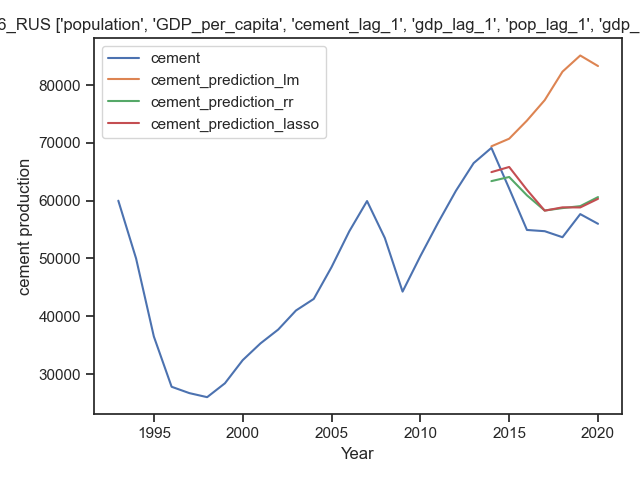 6_RUS ['population', 'GDP_per_capita', 'cement_lag_1', 'gdp_lag_1', 'pop_lag_1', 'gdp_
cement
cement_prediction_lm
cement_prediction_rr
cement_prediction_lasso
cement production
80000
70000
60000
50000
40000
30000
1995
2000
2005
2010
2015
2020
Year